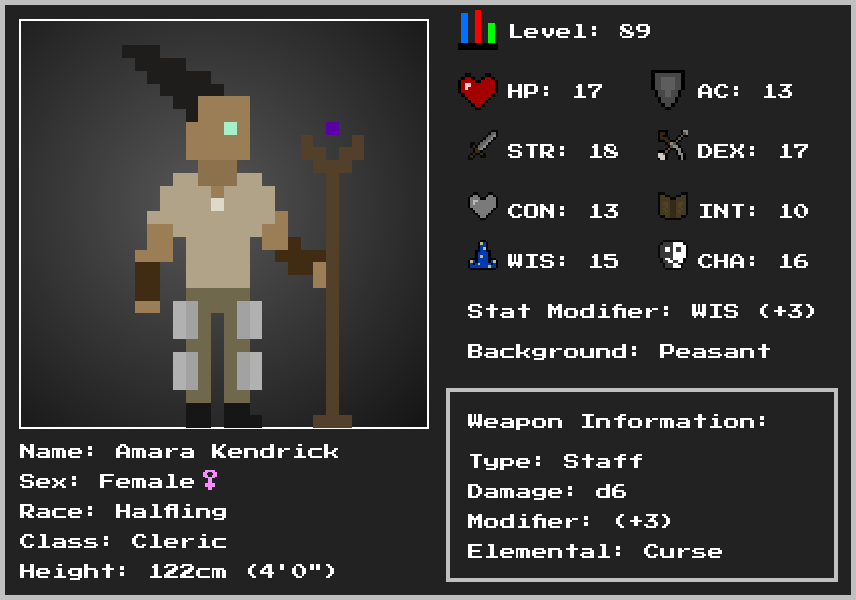 Level: 89
HP: 17 AC: 13
STR: 18 DEX: 17
CON: 13 INT: 10
WIS: 15 CHA: 16
Stat Modifier: WIS (+3)
Background: Peasant
Weapon Information:
Type: Staff
Damage: d6
Modifier: (+3)
Elemental: Curse
Name: Amara Kendrick
Sex: Female♀
Race: Halfling
Class: Cleric
Height: 122cm (4'0")